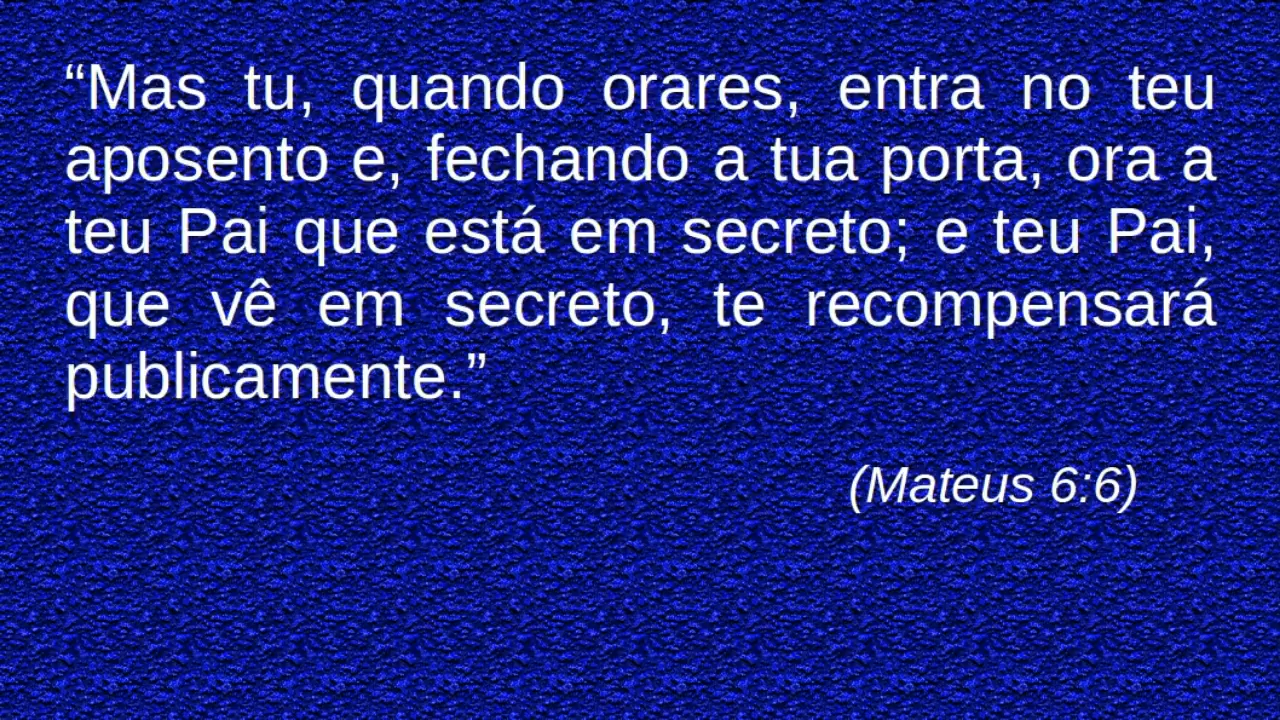 “Mas tu, quando orares, entra no teu
aposento e, fechando a tua porta, ora a
teu Pai que está em secreto; e teu Pai,
que vê em secreto, te recompensará
publicamente.”
(Mateus 6:6)